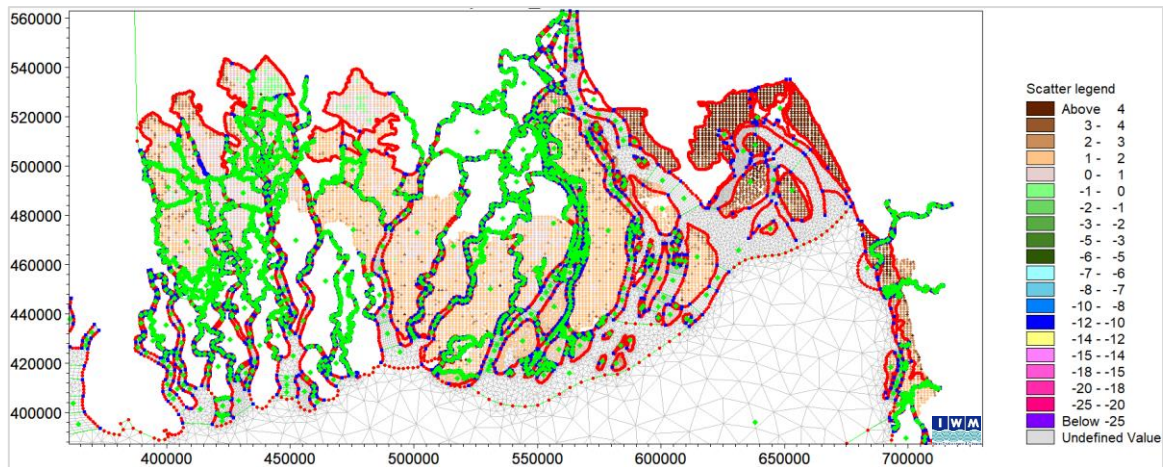 560000
540000
520000
500000
480000
460000
440000
420000
400000
400000 450000 500000 550000 600000 650000 700000
Scatter legend
Above 4
3 - 4
2 - 3
1 - 2
0 - 1
-1 - 0
-2 - -1
-3 - -2
-5 - -3
-6 - -5
-7 - -6
-8 - -7
-10 - -8
-12 - -10
-14 - -12
-15 - -14
-18 - -15
-20 - -18
-25 - -20
Below -25
Undefined Value
IWM